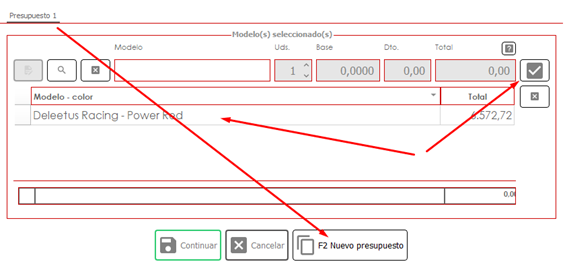 Presupuesto 1
Modelo(s) seleccionado(s)
Modelo Uds. Base Dto. Total ?
1 0,0000 0,00 0,00
Modelo - color Total
Deleetus Racing - Power Red 6.572,72
0,00
Continuar Cancelar F2 Nuevo presupuesto